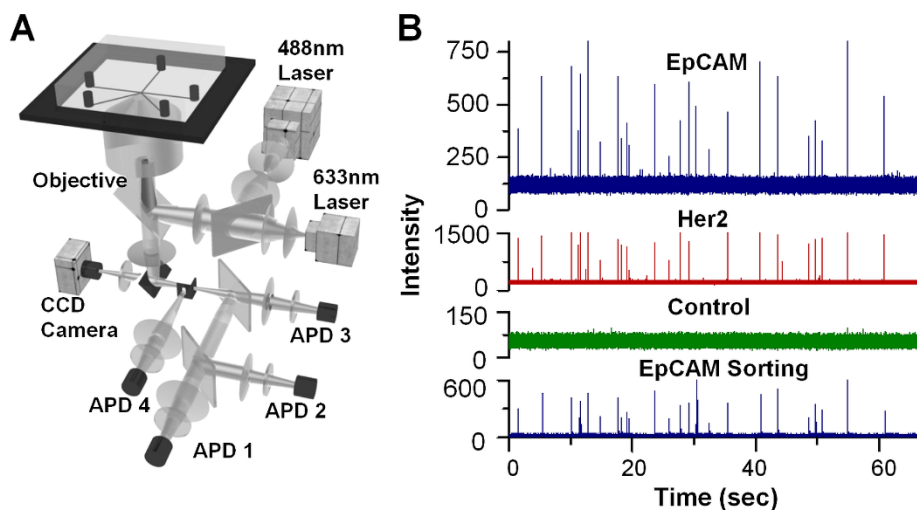 A
488nm
Laser
Objective
633nm
Laser
CCD
Camera
APD 3
APD 4
APD 2
APD 1
B
Intensity
EpCAM
750
500
250
0
Her2
1500
0
Control
150
0
EpCAM Sorting
600
0
0 20 40 60
Time (sec)